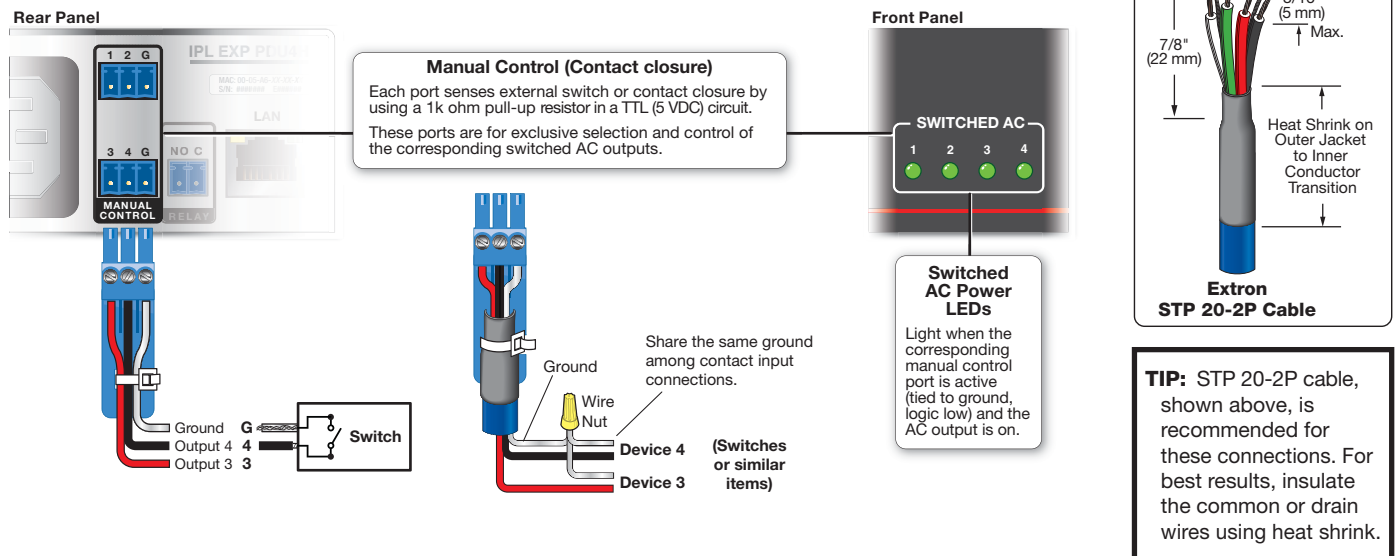 Rear Panel
1 2 G
IPL EXP PDU4
LAN
3 4 G
NO C
MANUAL
CONTROL
RELAY
Manual Control (Contact closure)
Each port senses external switch or contact closure by
using a 1k ohm pull-up resistor in a TTL (5 VDC) circuit.
These ports are for exclusive selection and control of
the corresponding switched AC outputs.
Front Panel
SWITCHED AC
1 2 3 4
Switched
AC Power
LEDs
Light when the
corresponding
manual control
port is active
(tied to ground,
logic low) and the
AC output is on.
Ground G
Output 4 4
Output 3 3
Switch
Ground
Wire
Nut
Share the same ground
among contact input
connections.
Device 4
Device 3
(Switches
or similar
items)
(5 mm)
Max.
7/8"
(22 mm)
Heat Shrink on
Outer Jacket
to Inner
Conductor
Transition
Extron
STP 20-2P Cable
TIP: STP 20-2P cable,
shown above, is
recommended for
these connections. For
best results, insulate
the common or drain
wires using heat shrink.